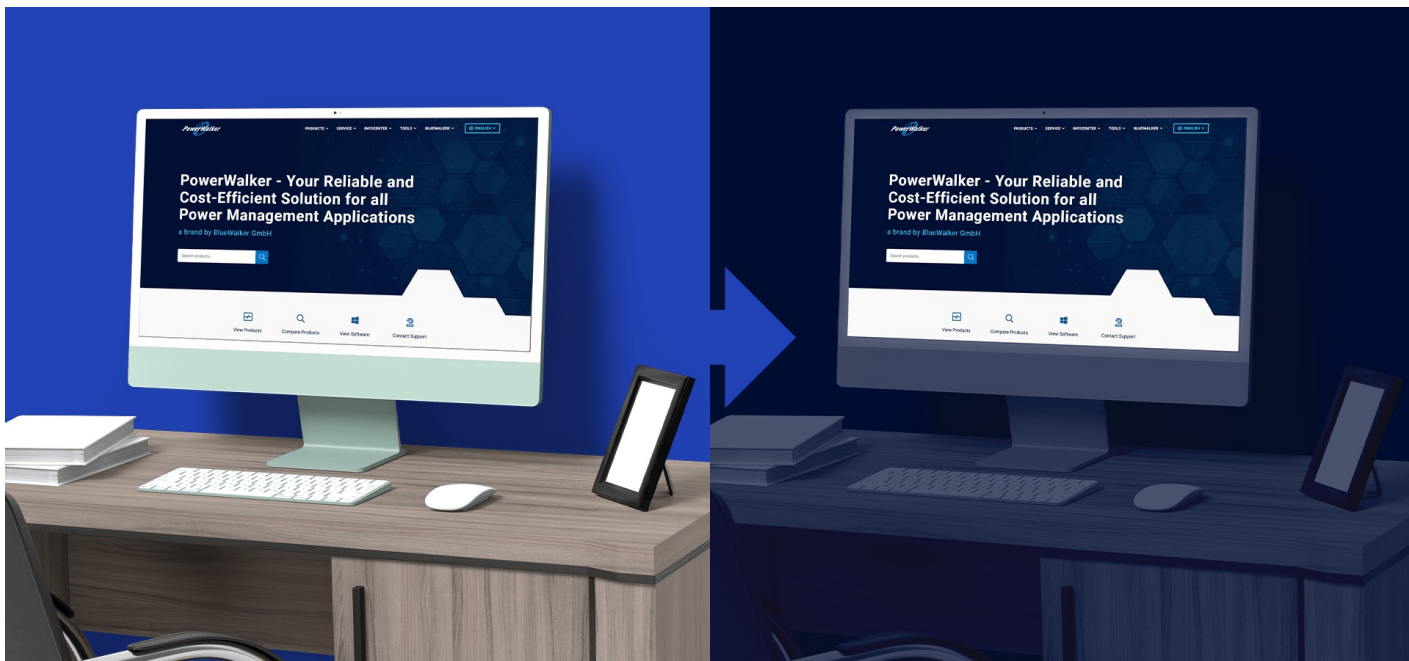 PowerWalker
PRODUCTS SERVICE INFOCENTER TOOLS BLUEWALKER ENGLISH
PowerWalker - Your Reliable and
Cost-Efficient Solution for all
Power Management Applications
a brand by BlueWalker GmbH
Search products...
View Products Compare Products View Software Contact Support
PowerWalker
PRODUCTS SERVICE INFOCENTER TOOLS BLUEWALKER ENGLISH
PowerWalker - Your Reliable and
Cost-Efficient Solution for all
Power Management Applications
a brand by BlueWalker GmbH
Search products...
View Products Compare Products View Software Contact Support